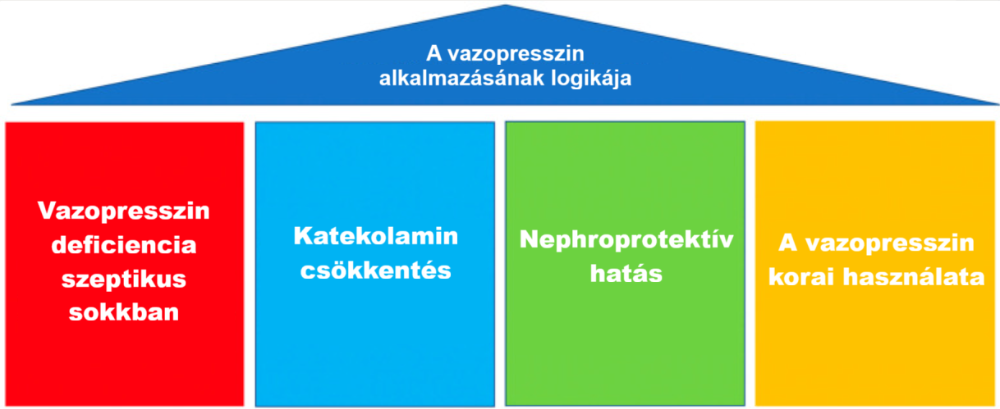 A vazopresszin
alkalmazásának logikája
Vazopresszin
deficiencia
szeptikus
sokkban
Katekolamin
csökkentés
Nephroprotektív
hatás
A vazopresszin
korai használata